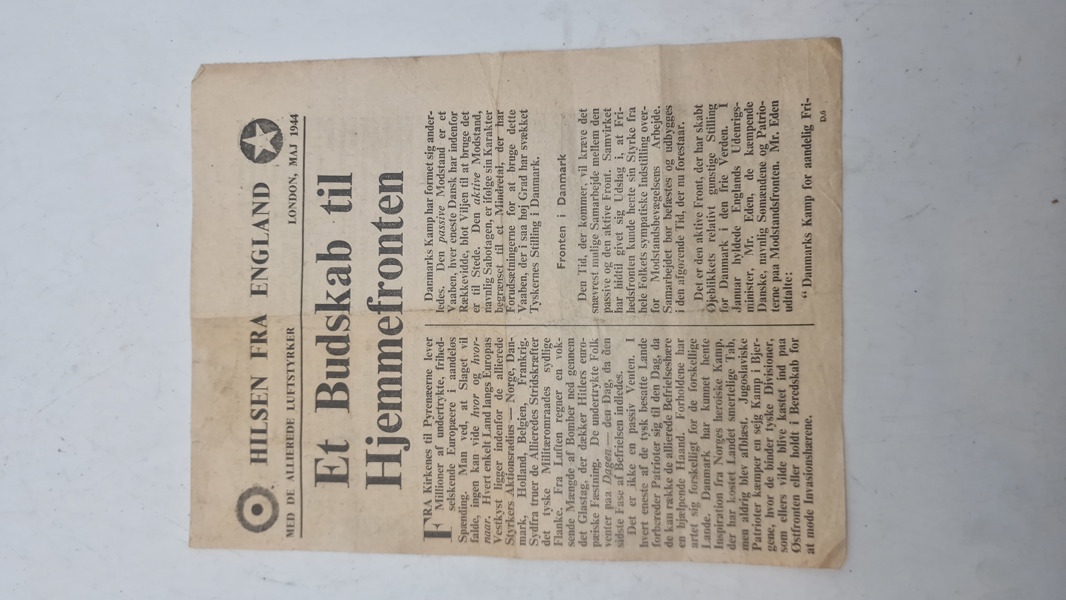 HILSEN FRA ENGLAND
MED DE ALLIEREDE LUFTSTYRKER
LONDON, MAJ 1944
Et Budskab til
Hjemmefronten
FRA Kirkenes til Pyrenæerne lever
Millioner af undertrykte, friheds-
elskende Europæere i aandeløs
Spænding. Man ved, at Slaget vil
falde, ingen kan vide hvor og hvor-
naar. Hvert enkelt Land langs Europas
Vestkyst ligger indenfor de allierede
Styrkers Aktionsradius — Norge, Dan-
mark, Holland, Belgien, Frankrig,
Sydfra truer de Allieredes Stridskræfter
det tyske Militæromraades sydlige
Flanke. Fra Luften regner en vok-
sende Mængde af Bomber ned gennem
det Glastag, der dækker Hitlers euro-
pæiske Fæstning. De undertrykte Folk
venter paa Dagen — den Dag, da den
sidste Fase af Befrielsen indledes.
Det er ikke en passiv Venten. I
hvert eneste af de tysk besatte Lande
forbereder Patrioter sig til den Dag, da
de kan række de allierede Befrielseshære
en hjælpende Haand. Forholdene har
artet sig forskelligt for de forskellige
Lande. Danmark har kunnet hente
Inspiration fra Norges heroiske Kamp,
der har kostet Landet smertelige Tab,
men aldrig blev afblæst. Jugoslaviske
Patrioter kæmper en sejg Kamp i Bjer-
gene, hvor de binder tyske Divisioner,
som ellers vilde blive kastet ind paa
Østfronten eller holdt i Beredskab for
at møde Invasionshærene.
Danmarks Kamp har formet sig ander-
ledes. Den passive Modstand er et
Vaaben, hver eneste Dansk har indenfor
Rækkevidde, blot Viljen til at bruge det
er til Stede. Den aktive Modstand,
navnlig Sabotagen, er ifølge sin Karakter
begrænset til et Mindretal, der har
Forudsætningerne for at bruge dette
Vaaben, der i saa høj Grad har svækket
Tyskernes Stilling i Danmark.
Fronten i Danmark
Den Tid, der kommer, vil kræve det
snævrest mulige Samarbejde mellem den
passive og den aktive Front. Samvirket
har hidtil givet sig Udslag i, at Fri-
hedsfronten kunde hente sin Styrke fra
hele Folkets sympatiske Indstilling over-
for Modstandsbevægelsens Arbejde.
Samarbejdet bør befæstes og udbygges
i den afgørende Tid, der nu forestaar
Det er den aktive Front, der har skabt
Øjeblikkets relativt gunstige Stilling
for Danmark i den frie Verden. I
Januar hyldede Englands Udenrigs-
minister, Mr. Eden, de kæmpende
Danske, navnlig Sømændene og Patrio-
terne paa Modstandsfronten. Mr. Eden
udtalte:
“ Danmarks Kamp for aandelig Fri-
D.6